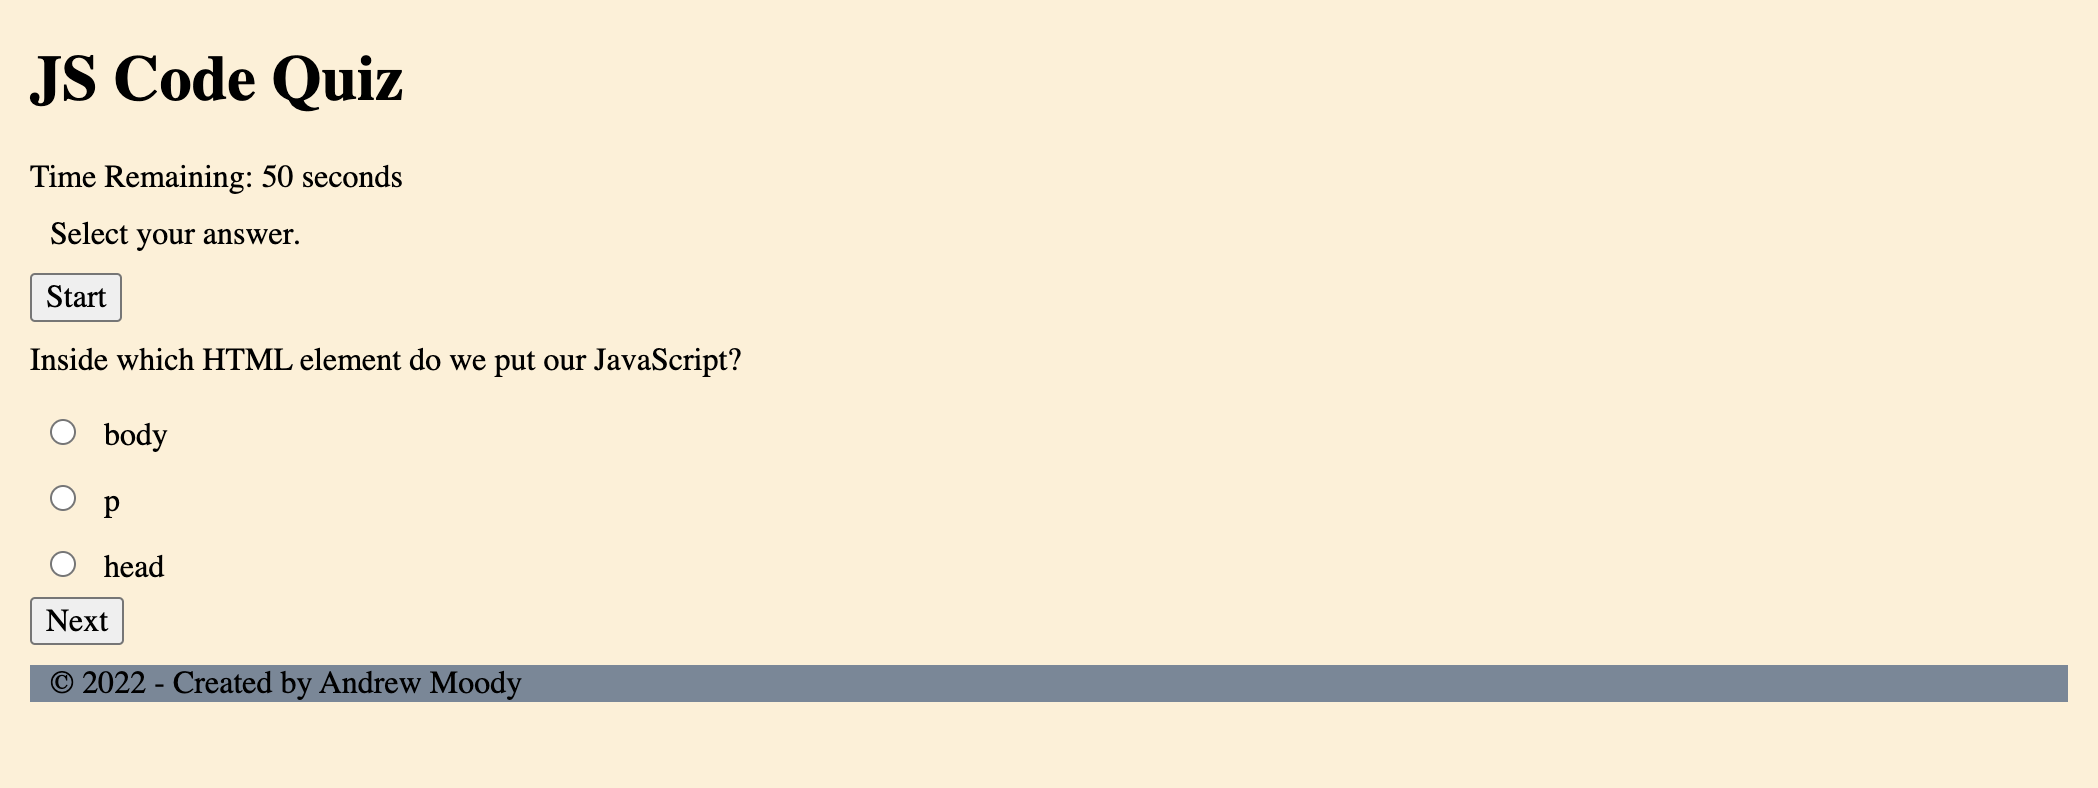 JS Code Quiz
Time Remaining: 50 seconds
Select your answer.
Start
Inside which HTML element do we put our JavaScript?
body
p
head
Next
© 2022 - Created by Andrew Moody